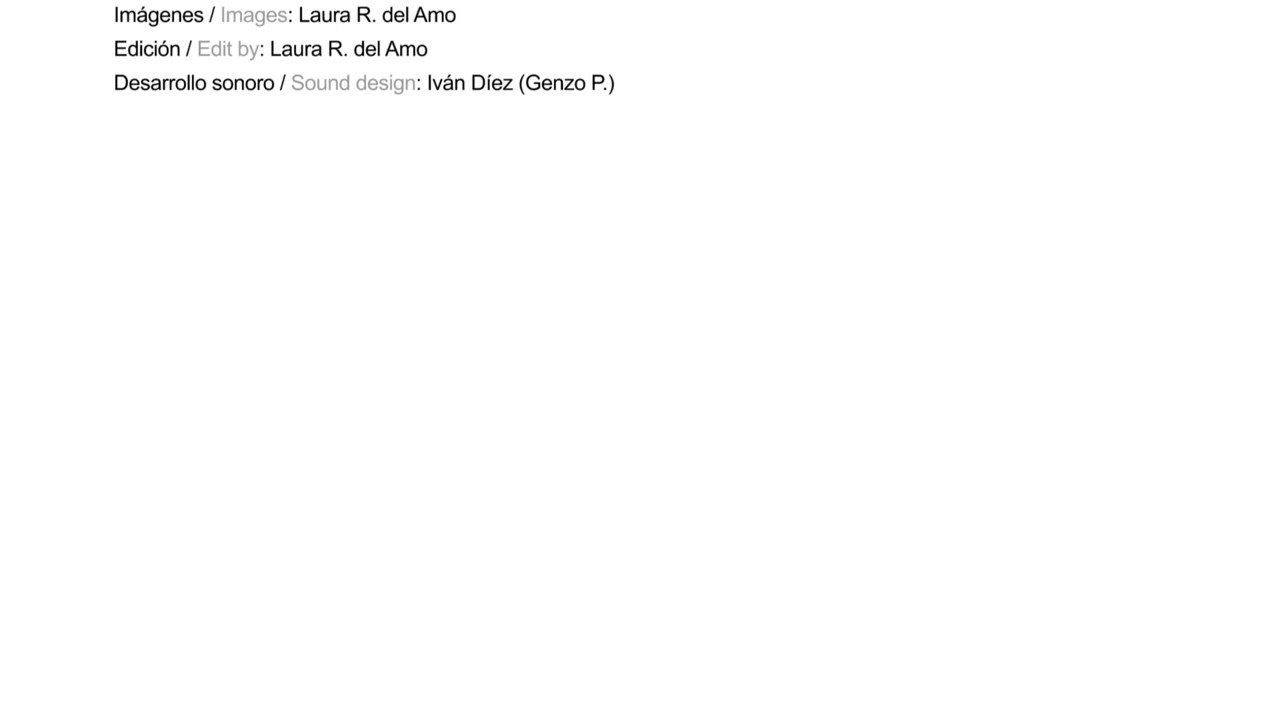 Imágenes / Images: Laura R. del Amo
Edición / Edit by: Laura R. del Amo
Desarrollo sonoro / Sound design: Iván Díez (Genzo P.)